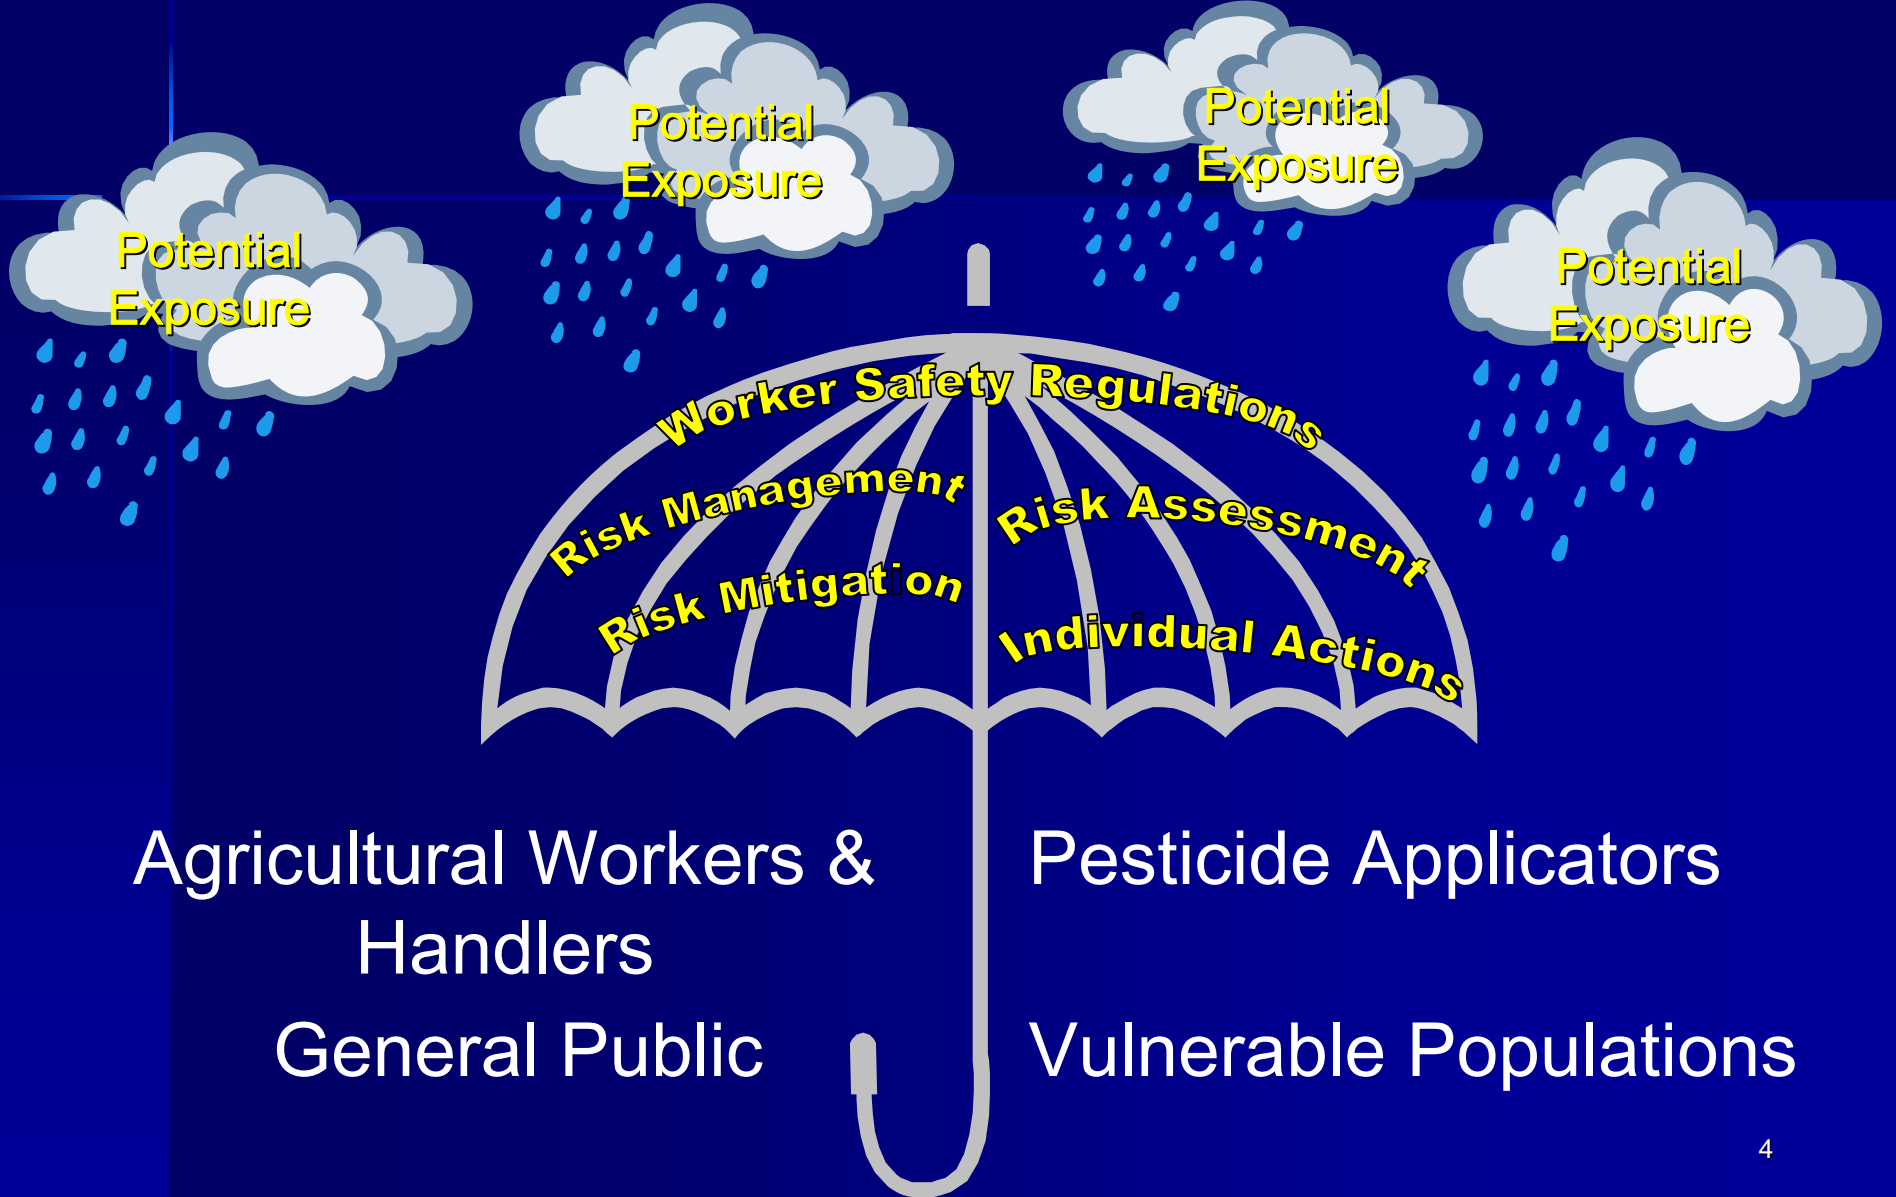 Potential
Exposure
Potential
Exposure
Potential
Exposure
Potential
Exposure
Worker Safety Regulations
Risk Management
Risk Assessment
Risk Mitigation
Individual Actions
Agricultural Workers &
Handlers
Pesticide Applicators
General Public
Vulnerable Populations
4